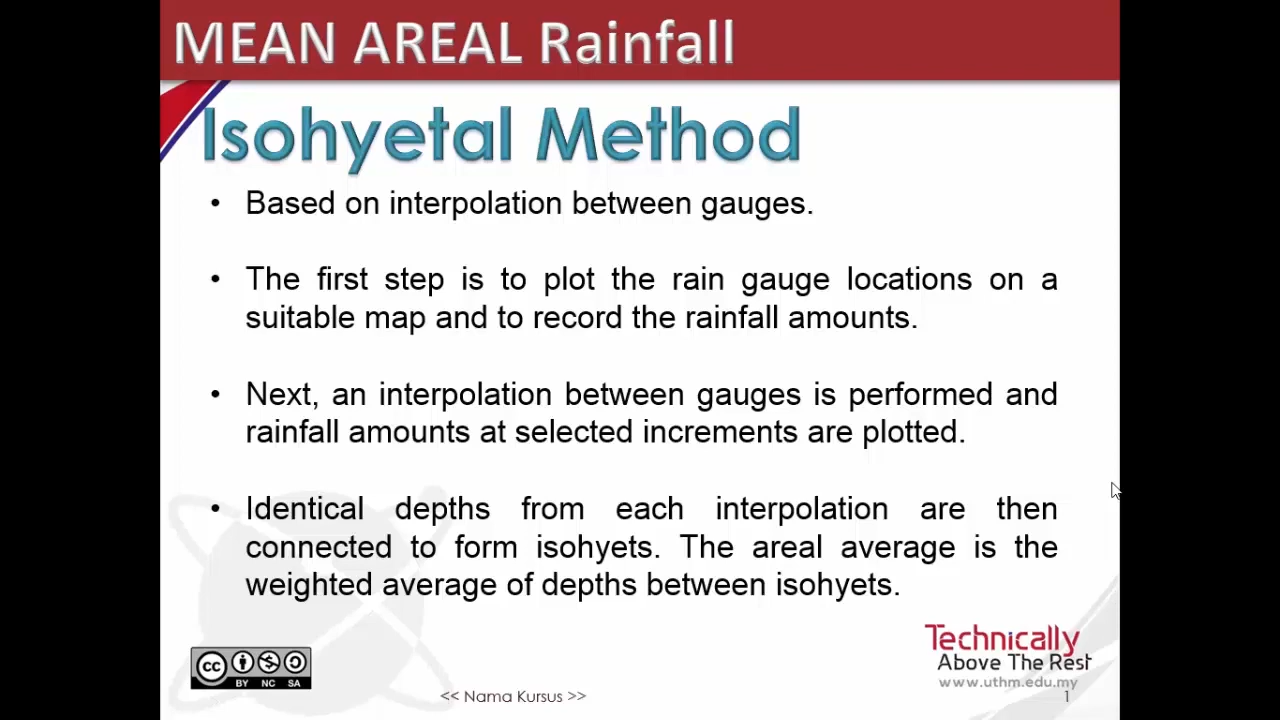 MEAN AREAL Rainfall
Isohyetal Method
• Based on interpolation between gauges.
• The first step is to plot the rain gauge locations on a
suitable map and to record the rainfall amounts.
• Next, an interpolation between gauges is performed and
rainfall amounts at selected increments are plotted.
• Identical depths from each interpolation are then
connected to form isohyets. The areal average is the
weighted average of depths between isohyets.
Technically
Above The Rest
www.uthm.edu.my
cc
BY NC SA
<< Nama Kursus >>
1